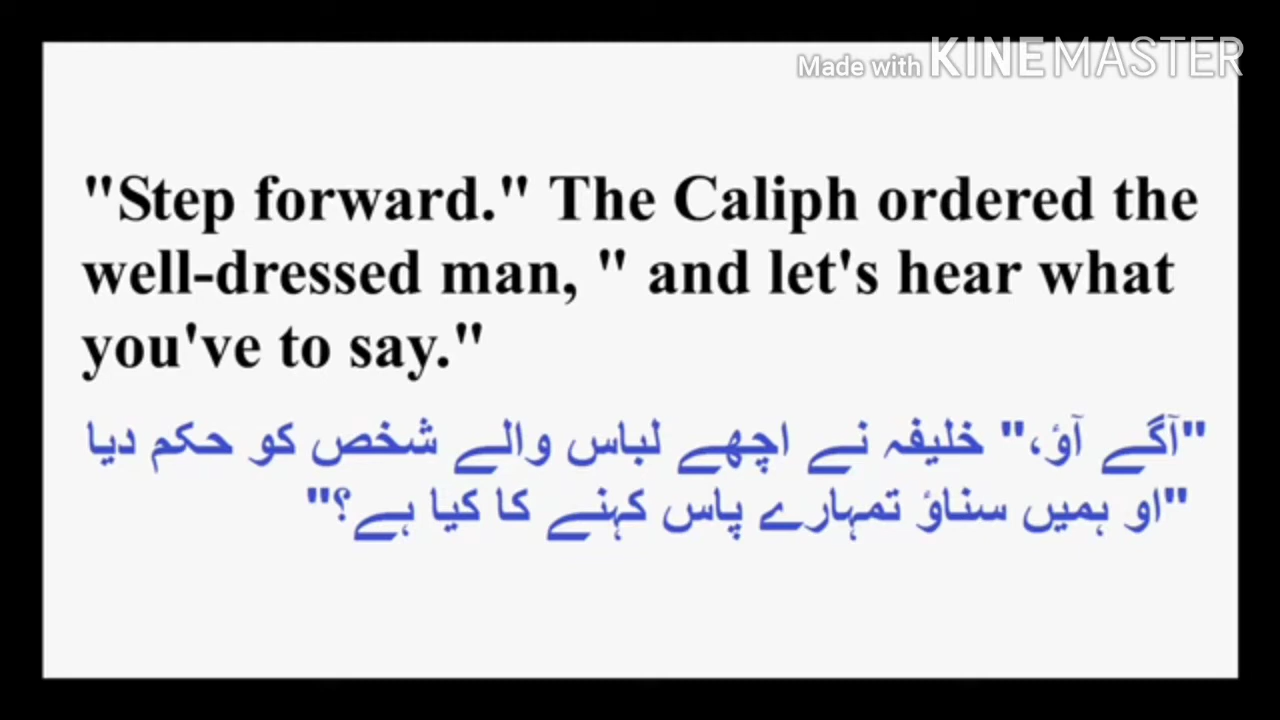 Made with KINEMASTER
"Step forward." The Caliph ordered the
well-dressed man, " and let's hear what
you've to say."
"آگے آؤ،" خلیفہ نے اچھے لباس والے شخص کو حکم دیا
"او ہمیں سناؤ تمہارے پاس کہنے کا کیا ہے؟"